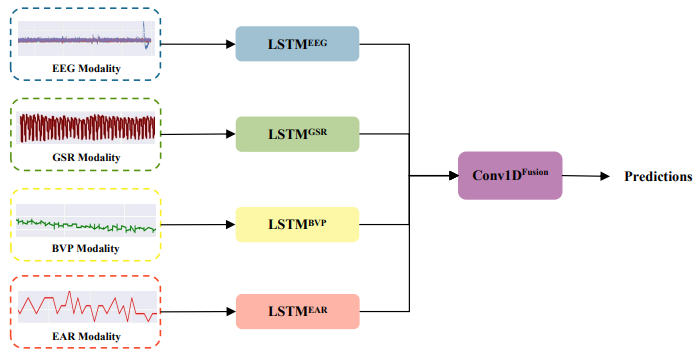 EEG Modality
LSTMEEG
GSR Modality
LSTMGSR
Conv1DFusion
Predictions
BVP Modality
LSTMBVP
EAR Modality
LSTMEAR